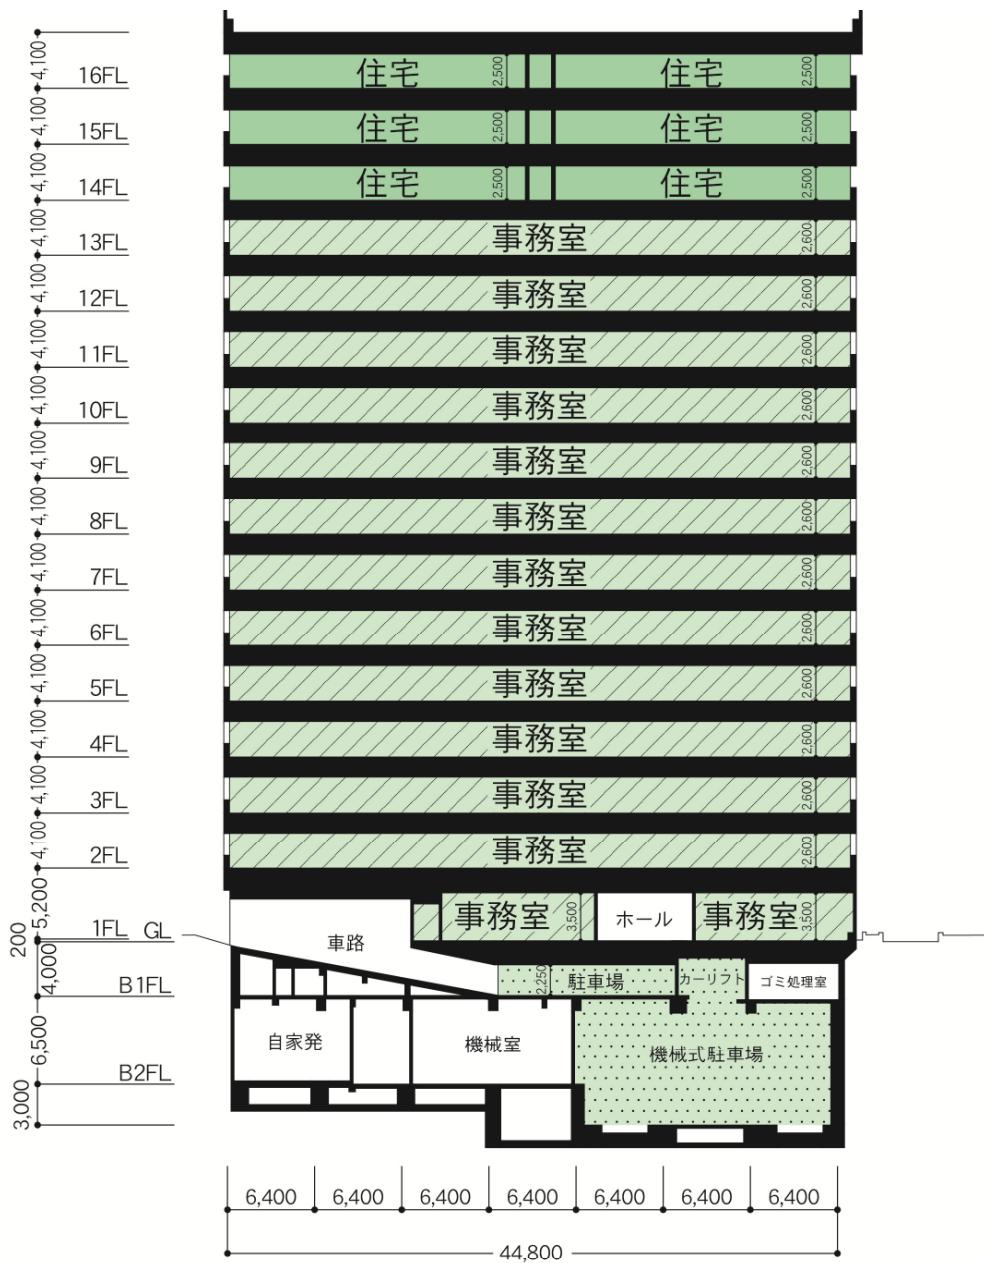 4,100
16FL
住宅
2,500
住宅
2,500
4,100
15FL
住宅
2,500
住宅
2,500
4,100
14FL
住宅
2,500
住宅
2,500
4,100
13FL
事務室
2,600
4,100
12FL
事務室
2,600
4,100
11FL
事務室
2,600
4,100
10FL
事務室
2,600
4,100
9FL
事務室
2,600
4,100
8FL
事務室
2,600
4,100
7FL
事務室
2,600
4,100
6FL
事務室
2,600
4,100
5FL
事務室
2,600
4,100
4FL
事務室
2,600
4,100
3FL
事務室
2,600
4,100
2FL
事務室
2,600
5,200
1FL
GL
200
事務室
3,500
ホール
事務室
3,500
車路
4,000
B1FL
2,250
駐車場
カーリフト
ゴミ処理室
6,500
自家発
機械室
機械式駐車場
B2FL
3,000
6,400
6,400
6,400
6,400
6,400
6,400
6,400
44,800